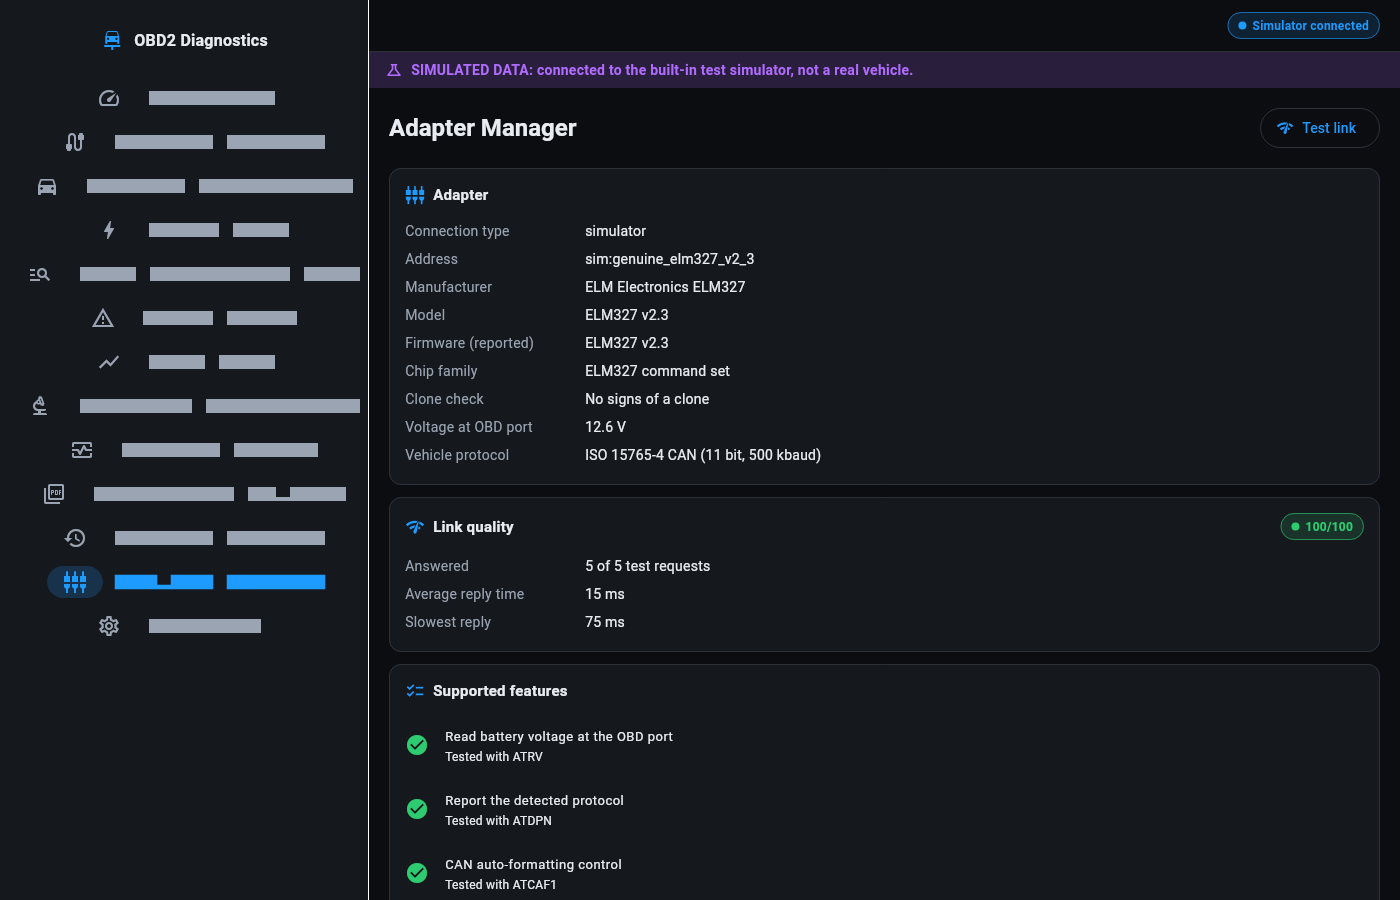 OBD2 Diagnostics
Simulator connected
SIMULATED DATA: connected to the built-in test simulator, not a real vehicle.
Adapter Manager
Test link
Adapter
Connection type simulator
Address sim:genuine_elm327_v2_3
Manufacturer ELM Electronics ELM327
Model ELM327 v2.3
Firmware (reported) ELM327 v2.3
Chip family ELM327 command set
Clone check No signs of a clone
Voltage at OBD port 12.6 V
Vehicle protocol ISO 15765-4 CAN (11 bit, 500 kbaud)
Link quality
100/100
Answered 5 of 5 test requests
Average reply time 15 ms
Slowest reply 75 ms
Supported features
Read battery voltage at the OBD port
Tested with ATRV
Report the detected protocol
Tested with ATDPN
CAN auto-formatting control
Tested with ATCAF1
PDF